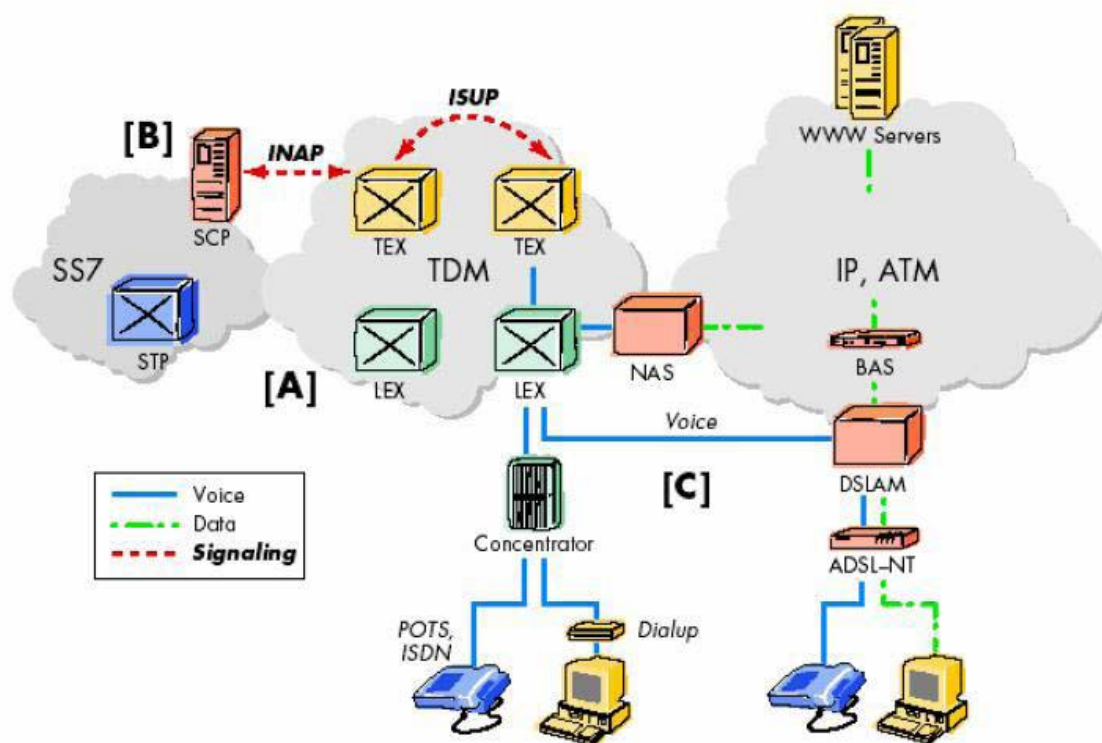 ISUP
[B]
INAP
WWW Servers
SCP
TEX
TEX
SS7
TDM
IP, ATM
STP
LEX
LEX
NAS
BAS
[A]
Voice
DSLAM
[C]
Voice
Data
Signaling
Concentrator
ADSL–NT
POTS,
ISDN
Dialup